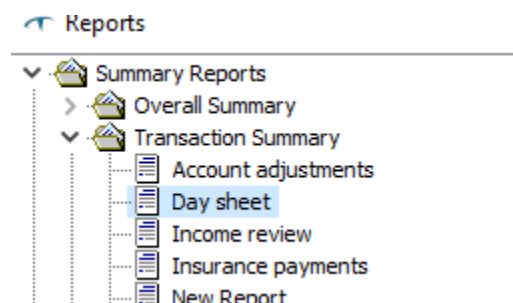 Reports
Summary Reports
Overall Summary
Transaction Summary
Account adjustments
Day sheet
Income review
Insurance payments
New Report